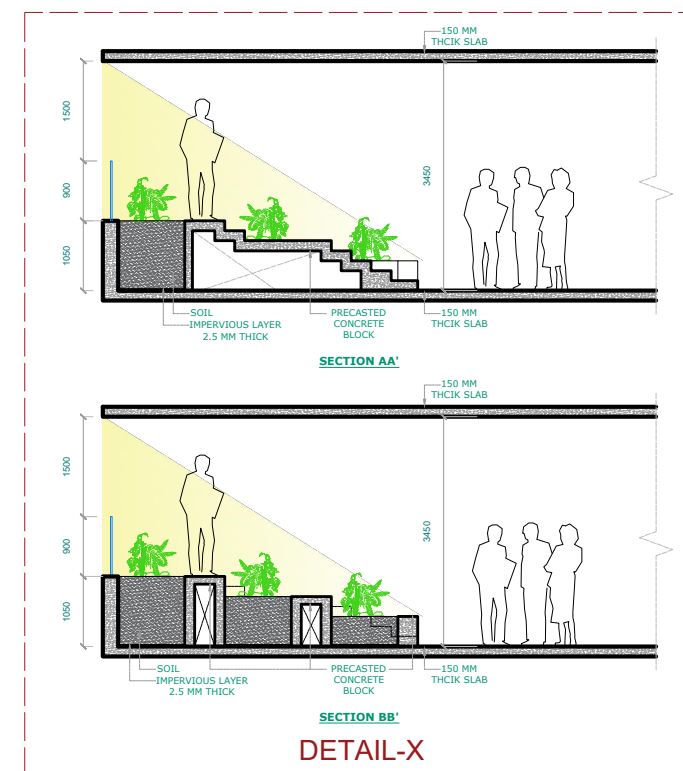 150 MM
THCIK SLAB
1500
900
1050
3450
SOIL
IMPERVIOUS LAYER
2.5 MM THICK
PRECASTED
CONCRETE
BLOCK
150 MM
THCIK SLAB
SECTION AA'
150 MM
THCIK SLAB
1500
900
1050
3450
SOIL
IMPERVIOUS LAYER
2.5 MM THICK
PRECASTED
CONCRETE
BLOCK
150 MM
THCIK SLAB
SECTION BB'
DETAIL-X